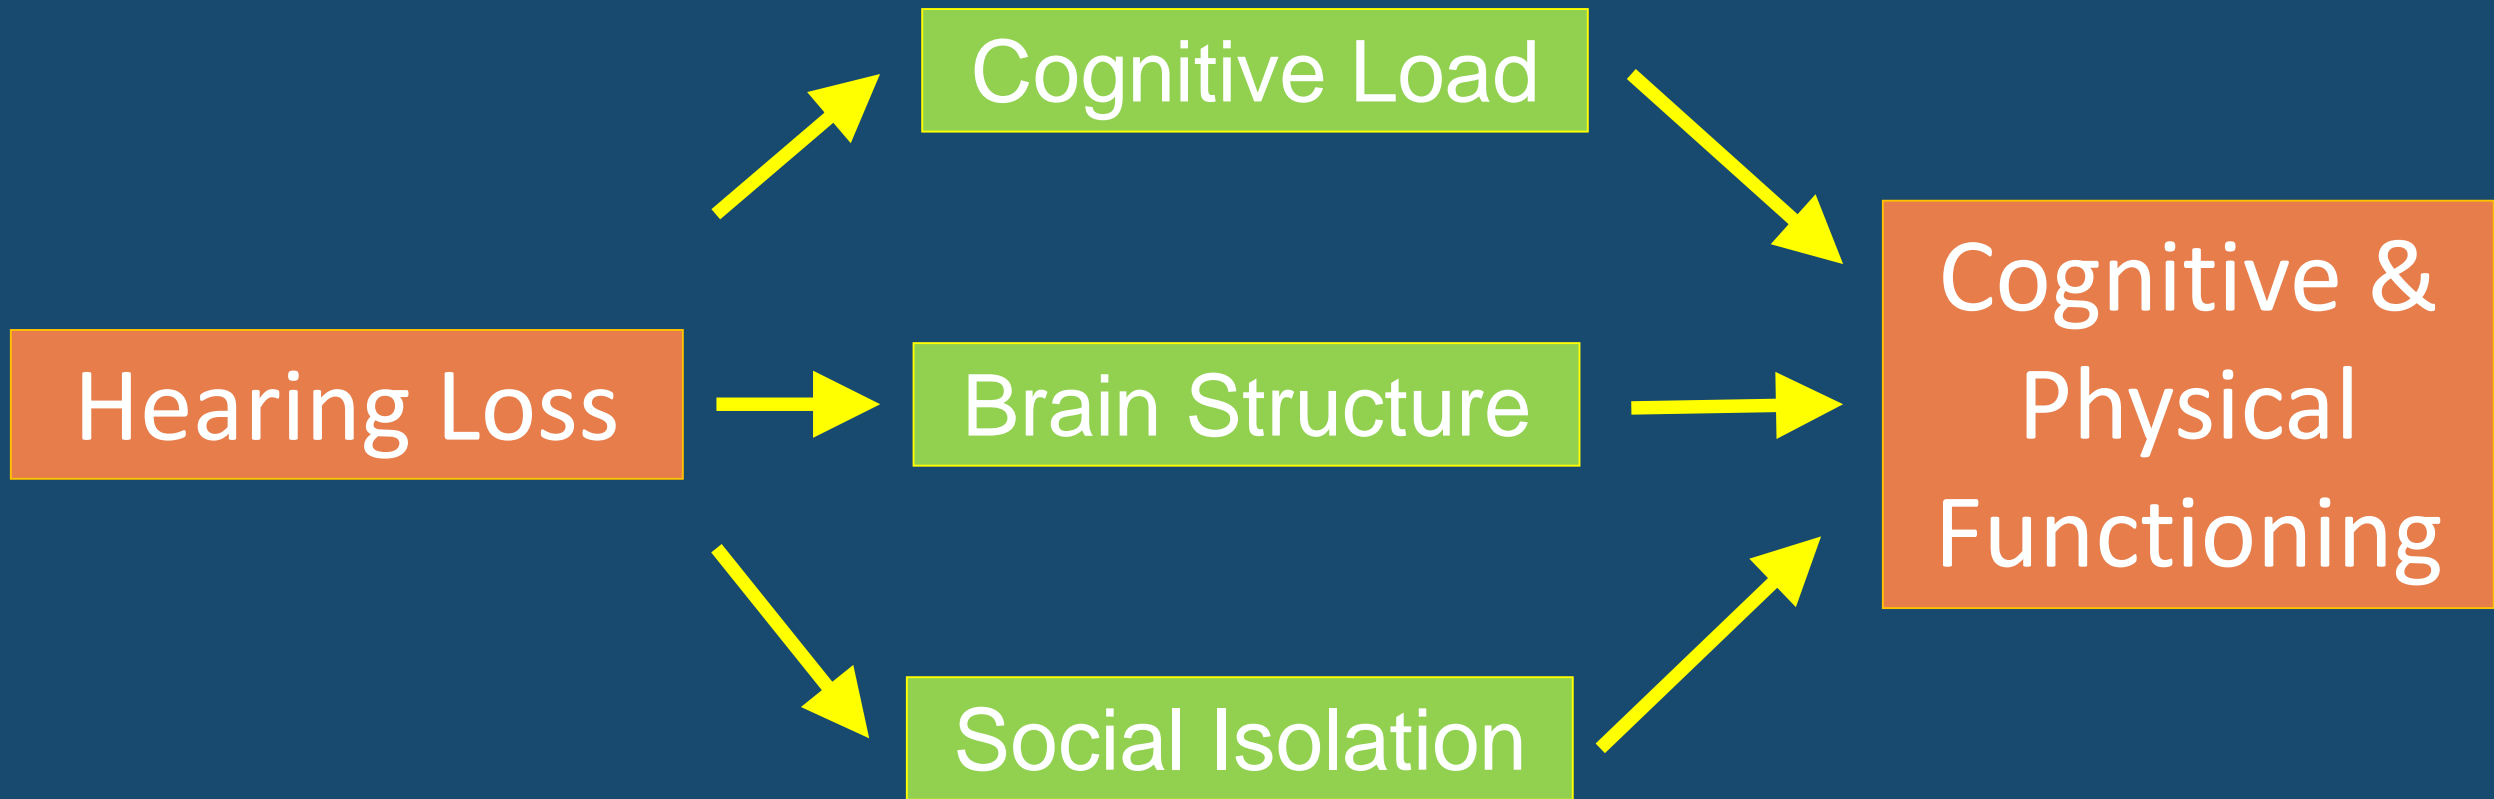 Cognitive Load
Hearing Loss
Brain Structure
Social Isolation
Cognitive &
Physical
Functioning